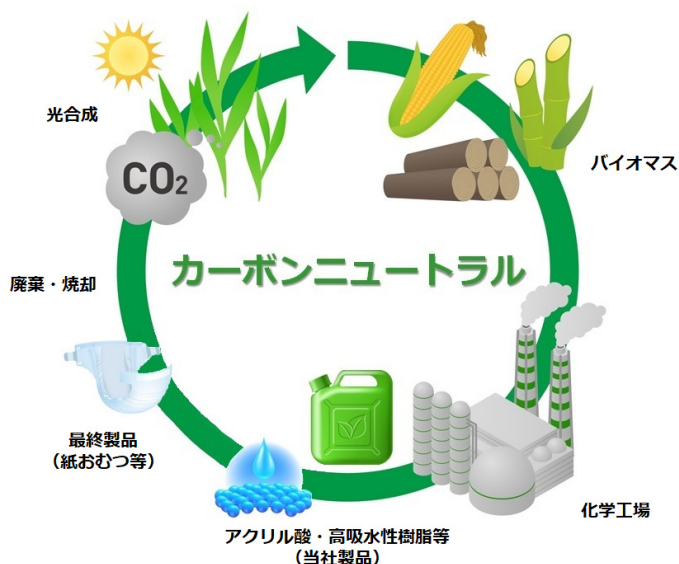 光合成
CO₂
バイオマス
カーボンニュートラル
廃棄・焼却
最終製品
（紙おむつ等）
化学工場
アクリル酸・高吸水性樹脂等
（当社製品）